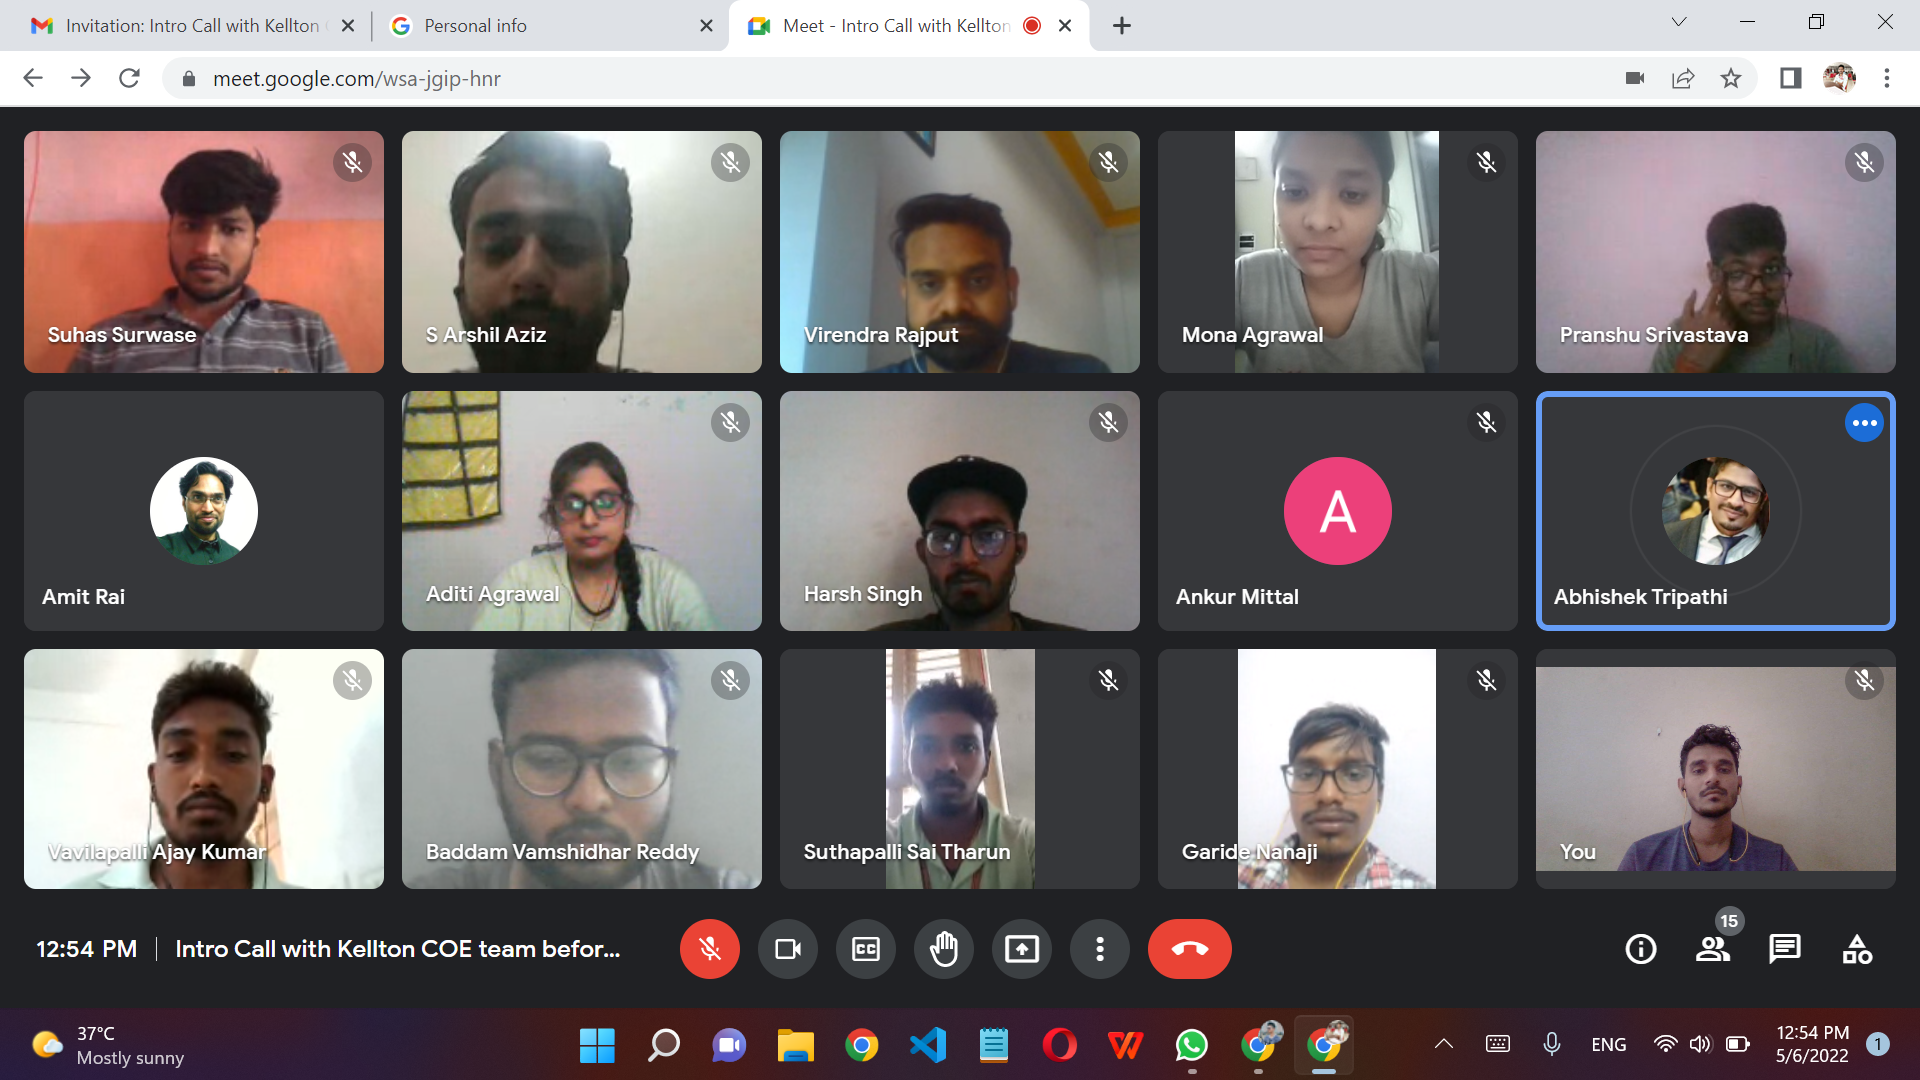 Invitation: Intro Call with Kellton
Personal info
Meet - Intro Call with Kellton
meet.google.com/wsa-jgip-hnr
Suhas Surwase
S Arshil Aziz
Virendra Rajput
Mona Agrawal
Pranshu Srivastava
Amit Rai
Aditi Agrawal
Harsh Singh
A
Ankur Mittal
Abhishek Tripathi
Vavilapalli Ajay Kumar
Baddam Vamshidhar Reddy
Suthapalli Sai Tharun
Garide Nanaji
You
15
12:54 PM
Intro Call with Kellton COE team befor...
CC
37°C
Mostly sunny
ENG
12:54 PM
5/6/2022
1